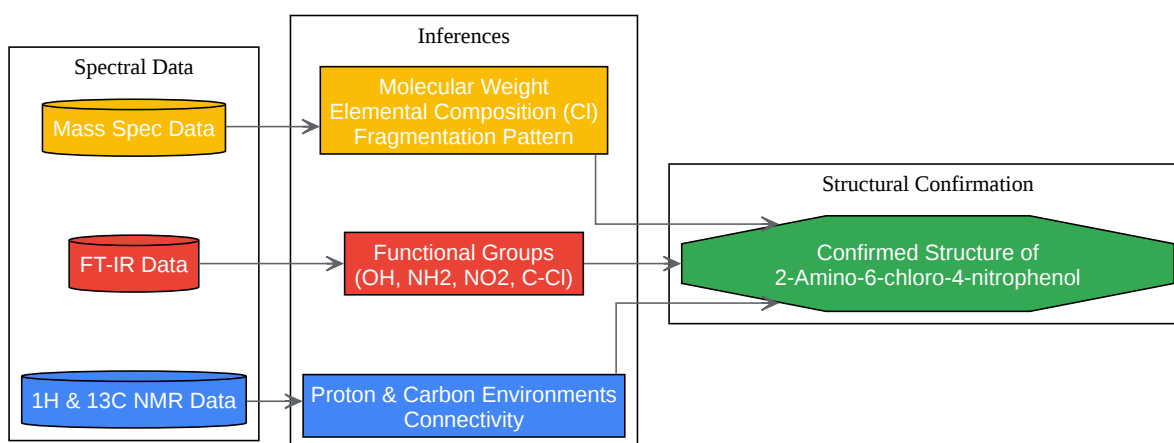 Spectral Data
Mass Spec Data
FT-IR Data
1H & 13C NMR Data
Inferences
Molecular Weight
Elemental Composition (Cl)
Fragmentation Pattern
Functional Groups
(OH, NH2, NO2, C-Cl)
Proton & Carbon Environments
Connectivity
Structural Confirmation
Confirmed Structure of
2-Amino-6-chloro-4-nitrophenol